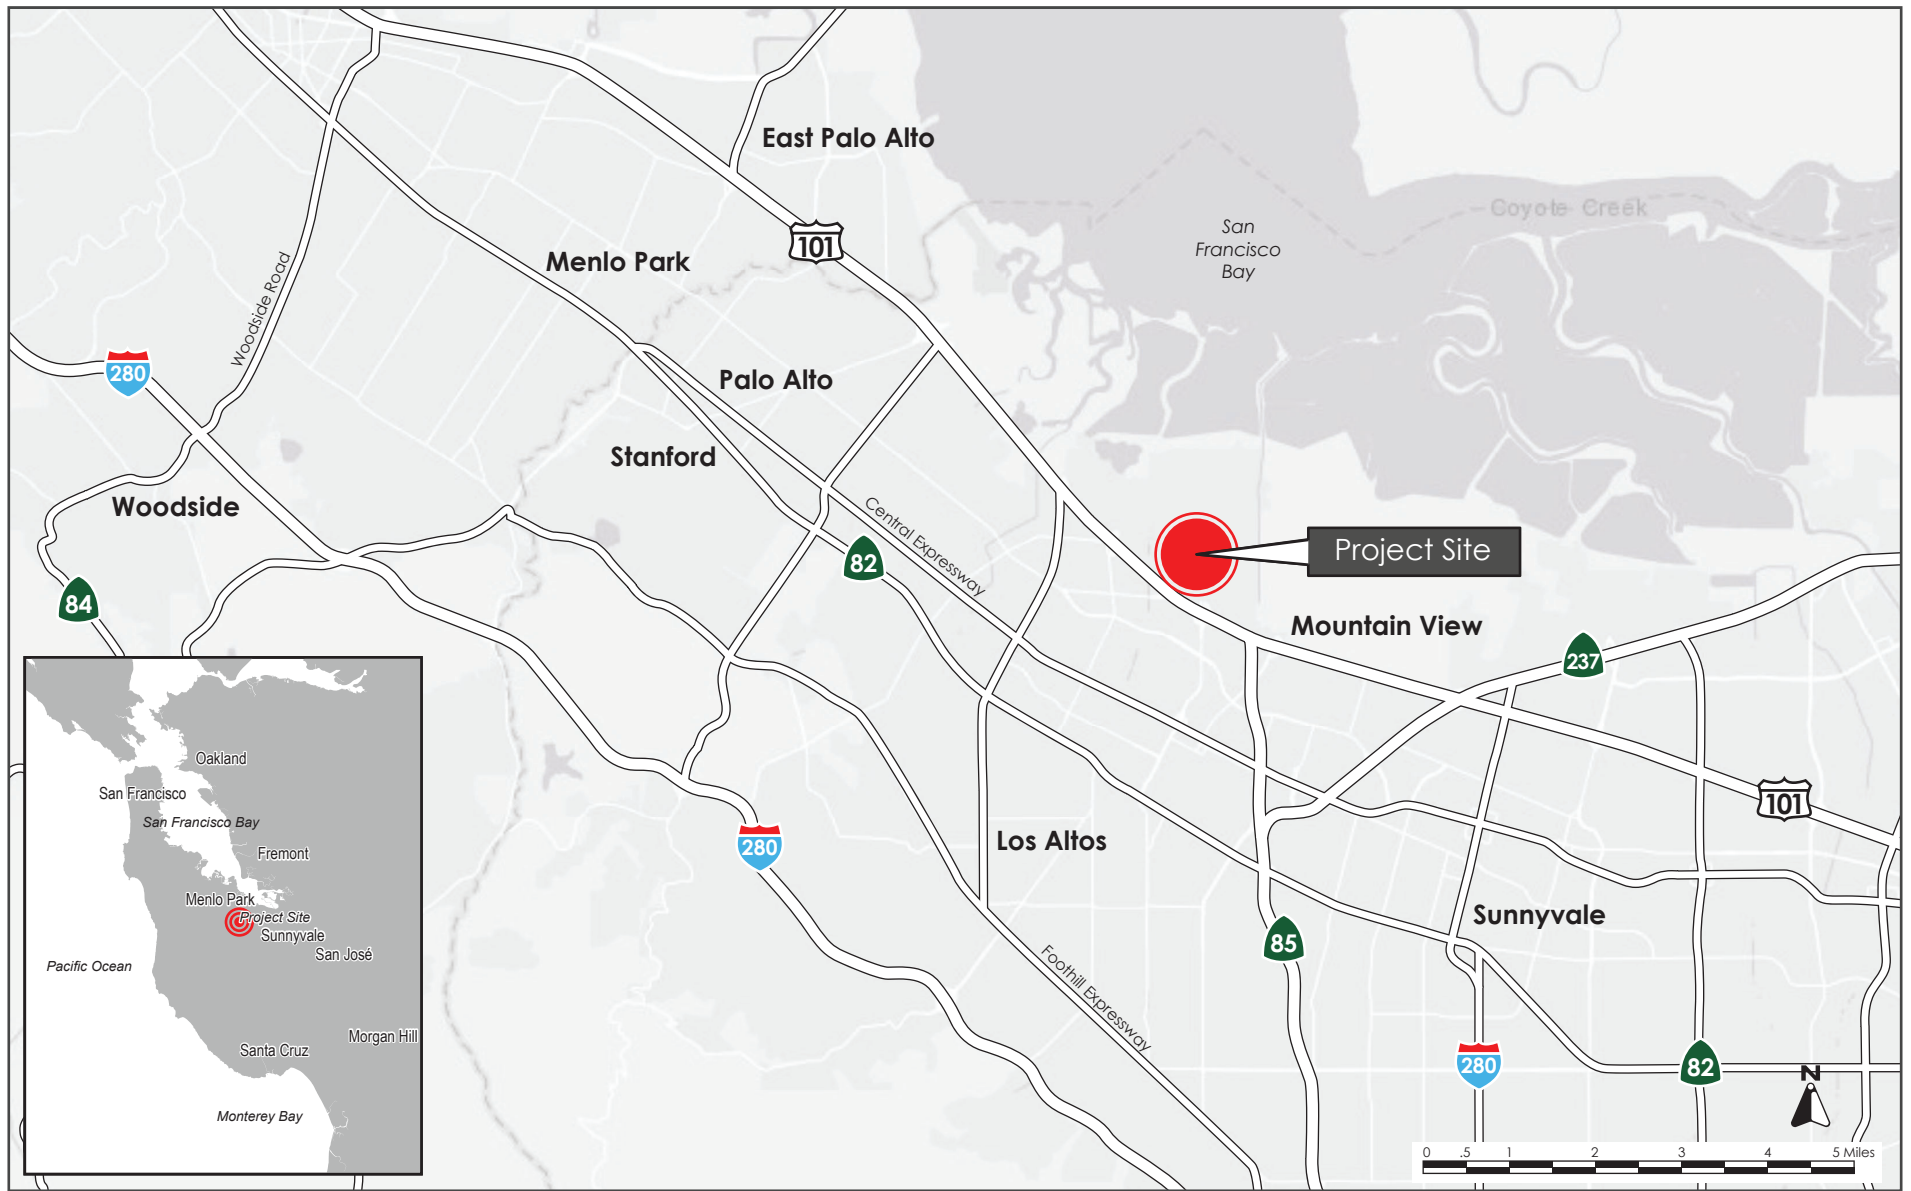 East Palo Alto
101
Coyote Creek
San
Francisco
Bay
Menlo Park
Woodside Road
280
Palo Alto
Stanford
Woodside
Central Expressway
82
Project Site
84
Mountain View
237
101
280
Los Altos
Sunnyvale
85
Foothill Expressway
280
82
N
0 .5 1 2 3 4 5 Miles
Oakland
San Francisco
San Francisco Bay
Fremont
Menlo Park
Project Site
Sunnyvale
San José
Pacific Ocean
Morgan Hill
Santa Cruz
Monterey Bay